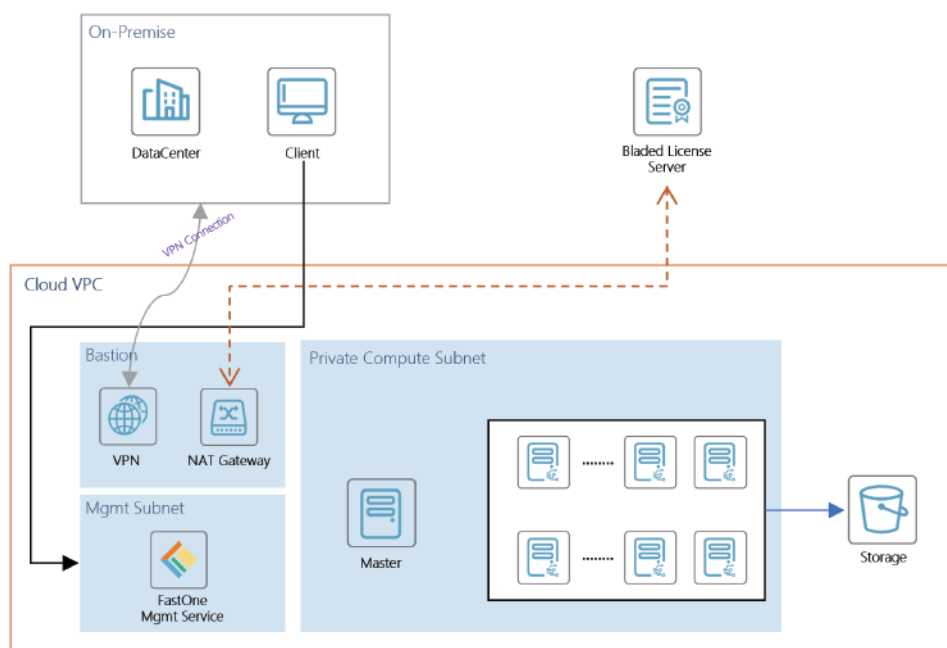 On-Premise
DataCenter
Client
Bladed License
Server
VPN Connection
Cloud VPC
Bastion
VPN
NAT Gateway
Private Compute Subnet
........
........
Master
Storage
Mgmt Subnet
FastOne
Mgmt Service